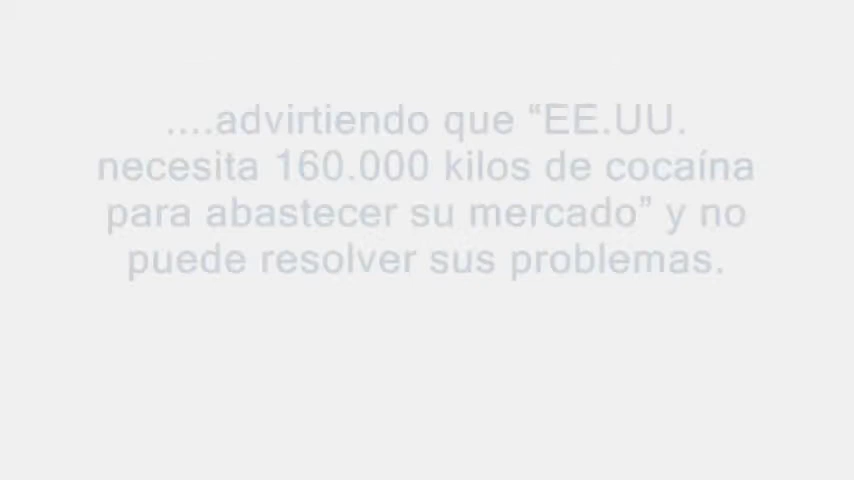 ....advirtiendo que “EE.UU.
necesita 160.000 kilos de cocaína
para abastecer su mercado” y no
puede resolver sus problemas.